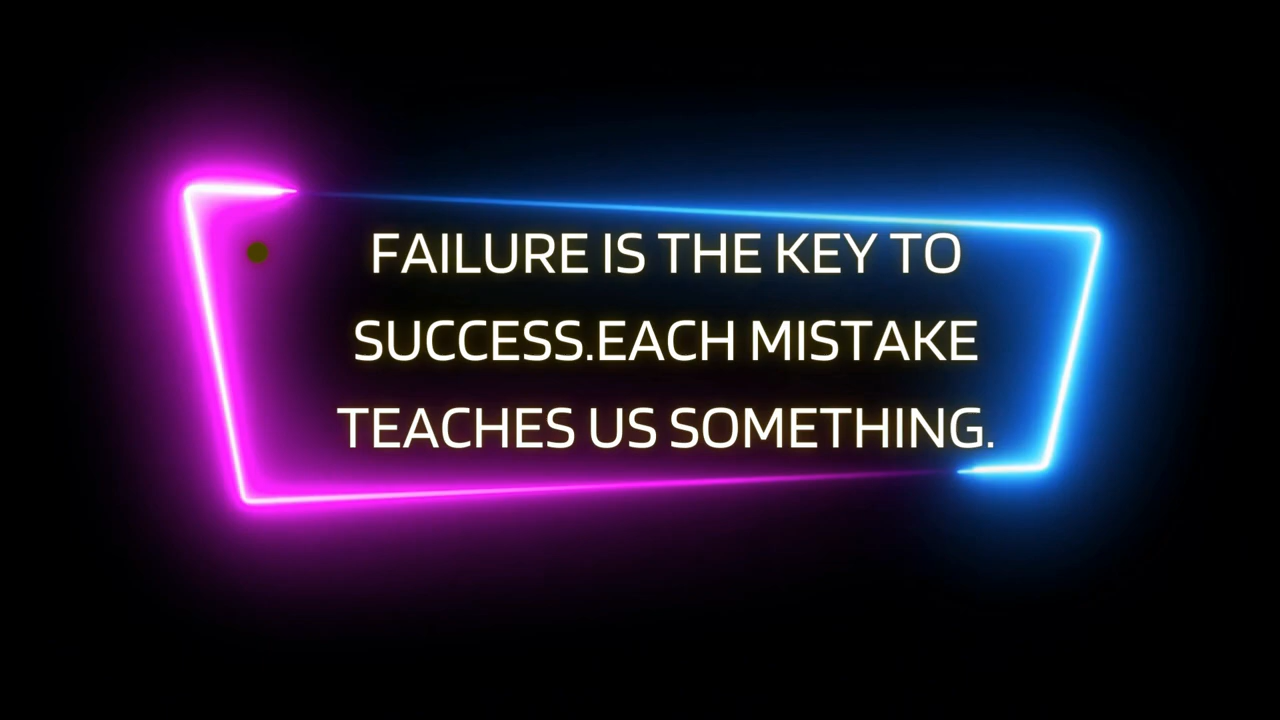 FAILURE IS THE KEY TO
SUCCESS.EACH MISTAKE
TEACHES US SOMETHING.